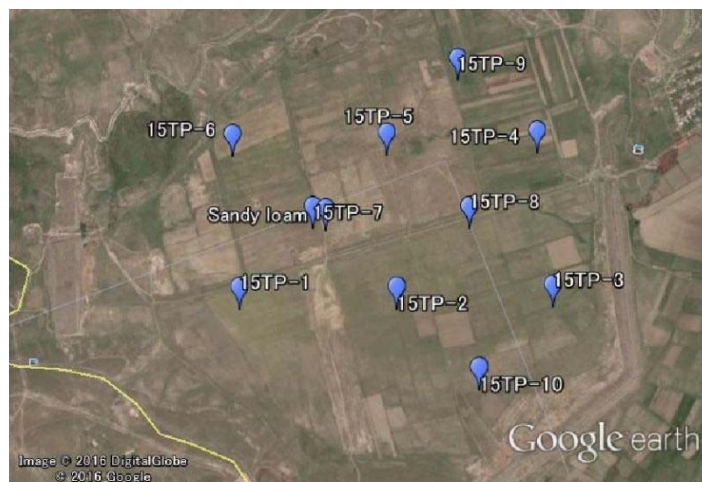 15TP-9
15TP-6
15TP-5
15TP-4
Sandy loam
15TP-7
15TP-8
15TP-1
15TP-2
15TP-3
15TP-10
Google earth
Image © 2016 DigitalGlobe
© 2016 Google